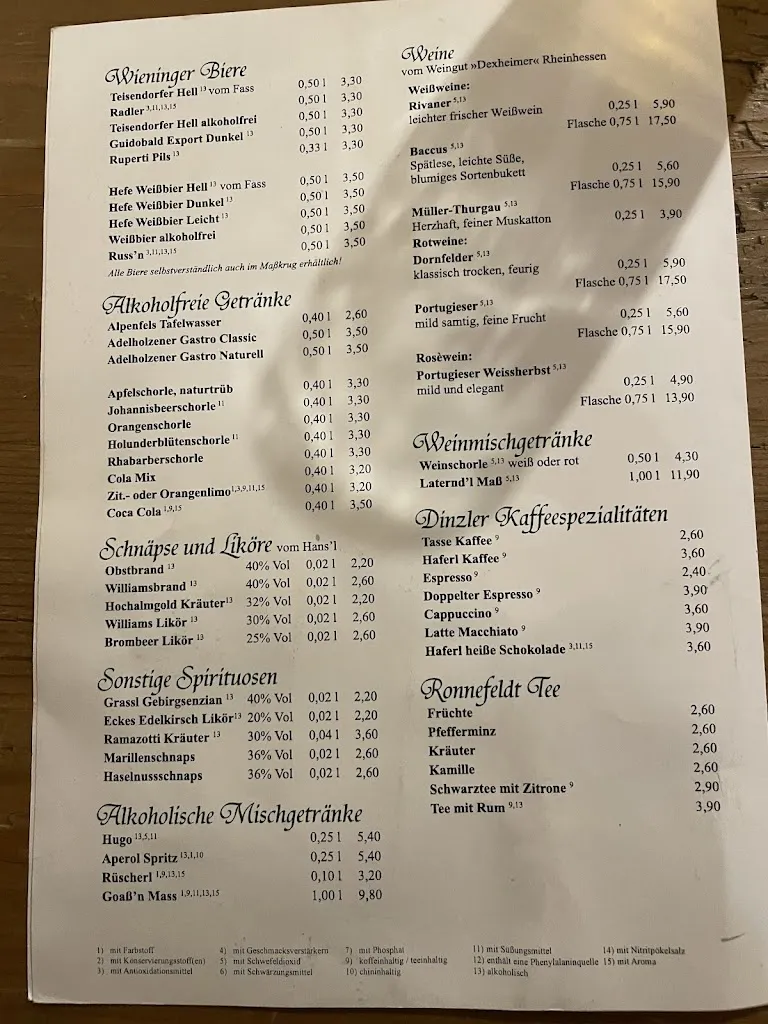 Wieninger Biere
Teisendorfer Hell 13 vom Fass 0,50 l 3,30
Radler 3,11,13,15 0,50 l 3,30
Teisendorfer Hell alkoholfrei 0,50 l 3,30
Guidobald Export Dunkel 13 0,50 l 3,30
Ruperti Pils 13 0,33 l 3,30
Hefe Weißbier Hell 13 vom Fass 0,50 l 3,50
Hefe Weißbier Dunkel 13 0,50 l 3,50
Hefe Weißbier Leicht 13 0,50 l 3,50
Weißbier alkoholfrei 0,50 l 3,50
Russ'n 3,11,13,15 0,50 l 3,50
Alle Biere selbstverständlich auch im Maßkrug erhältlich!
Alkoholfreie Getränke
Alpenfels Tafelwasser 0,40 l 2,60
Adelholzener Gastro Classic 0,50 l 3,50
Adelholzener Gastro Naturell 0,50 l 3,50
Apfelschorle, naturtrüb 0,40 l 3,30
Johannisbeerschorle 11 0,40 l 3,30
Orangenschorle 0,40 l 3,30
Holunderblütenschorle 11 0,40 l 3,30
Rhabarberschorle 0,40 l 3,30
Cola Mix 0,40 l 3,20
Zit.- oder Orangenlimo 1,3,9,11,15 0,40 l 3,20
Coca Cola 1,9,15 0,40 l 3,50
Schnäpse und Liköre vom Hans'l
Obstbrand 13 40% Vol 0,02 l 2,20
Williamsbrand 13 40% Vol 0,02 l 2,60
Hochalmgold Kräuter 13 32% Vol 0,02 l 2,20
Williams Likör 13 30% Vol 0,02 l 2,60
Brombeer Likör 13 25% Vol 0,02 l 2,60
Sonstige Spirituosen
Grassl Gebirgsenzian 13 40% Vol 0,02 l 2,20
Eckes Edelkirsch Likör 13 20% Vol 0,02 l 2,20
Ramazotti Kräuter 13 30% Vol 0,04 l 3,60
Marillenschnaps 36% Vol 0,02 l 2,60
Haselnussschnaps 36% Vol 0,02 l 2,60
Alkoholische Mischgetränke
Hugo 13,5,11 0,25 l 5,40
Aperol Spritz 13,1,10 0,25 l 5,40
Rüscherl 1,9,13,15 0,10 l 3,20
Goaß'n Mass 1,9,11,13,15 1,00 l 9,80
Weine
vom Weingut »Dexheimer« Rheinhessen
Weißweine:
Rivaner 5,13
leichter frischer Weißwein 0,25 l 5,90
Flasche 0,75 l 17,50
Baccus 5,13
Spätlese, leichte Süße,
blumiges Sortenbukett 0,25 l 5,60
Flasche 0,75 l 15,90
Müller-Thurgau 5,13
Herzhaft, feiner Muskatton 0,25 l 3,90
Rotweine:
Dornfelder 5,13
klassisch trocken, feurig 0,25 l 5,90
Flasche 0,75 l 17,50
Portugieser 5,13
mild samtig, feine Frucht 0,25 l 5,60
Flasche 0,75 l 15,90
Rosèwein:
Portugieser Weissherbst 5,13
mild und elegant 0,25 l 4,90
Flasche 0,75 l 13,90
Weinmischgetränke
Weinschorle 5,13 weiß oder rot 0,50 l 4,30
Laternd'l Maß 5,13 1,00 l 11,90
Dinzler Kaffeespezialitäten
Tasse Kaffee 9 2,60
Haferl Kaffee 9 3,60
Espresso 9 2,40
Doppelter Espresso 9 3,90
Cappuccino 9 3,60
Latte Macchiato 9 3,90
Haferl heiße Schokolade 3,11,15 3,60
Ronnefeldt Tee
Früchte 2,60
Pfefferminz 2,60
Kräuter 2,60
Kamille 2,60
Schwarztee mit Zitrone 9 2,90
Tee mit Rum 9,13 3,90
1) mit Farbstoff 4) mit Geschmacksverstärkern 7) mit Phosphat 11) mit Süßungsmittel 14) mit Nitritpökelsalz
2) mit Konservierungsstoff(en) 5) mit Schwefeldioxid 9) koffeinhaltig / teeinhaltig 12) enthält eine Phenylalaninquelle 15) mit Aroma
3) mit Antioxidationsmittel 6) mit Schwärzungsmittel 10) chininhaltig 13) alkoholisch